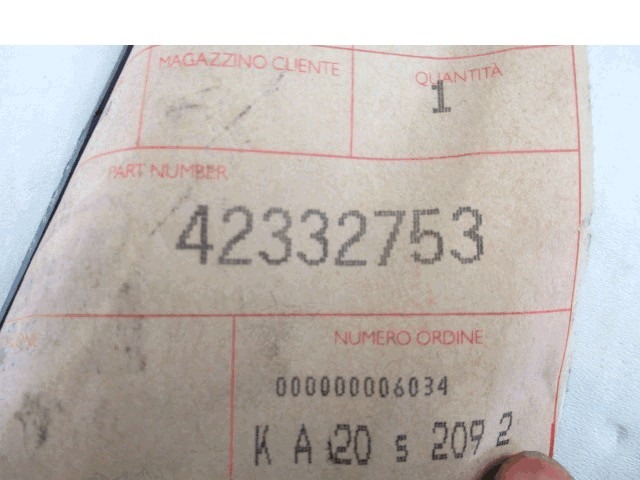 MAGAZZINO CLIENTE
QUANTITÀ
1
PART NUMBER
42332753
NUMERO ORDINE
000000006034
K A 20 s 209 2